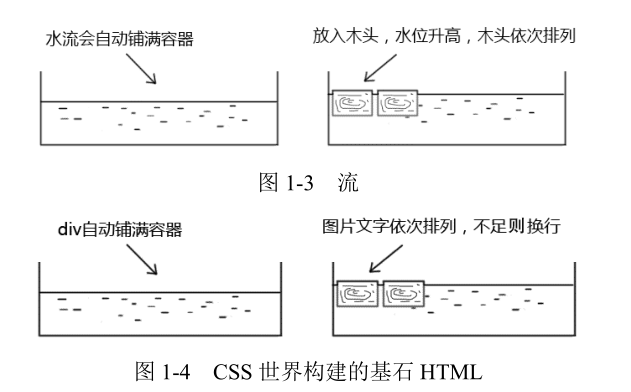 水流会自动铺满容器
放入木头，水位升高，木头依次排列
图 1-3　流
div自动铺满容器
图片文字依次排列，不足则换行
图 1-4　CSS 世界构建的基石 HTML